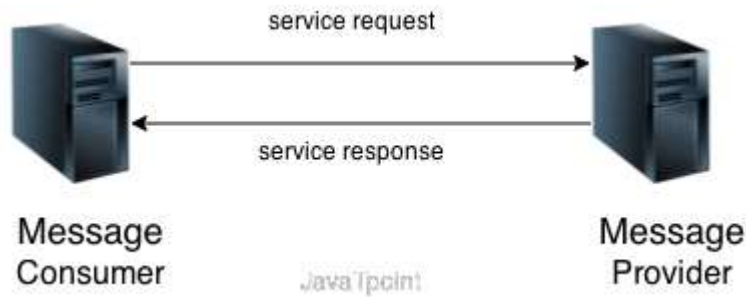 service request
service response
Message
Consumer
Message
Provider
JavaTpoint